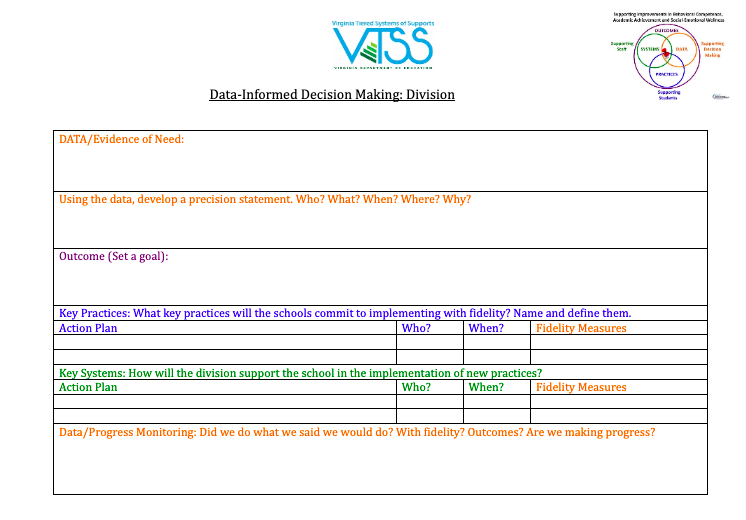 Supporting Improvements in Behavioral Competence,
Academic Achievement and Social-Emotional Wellness
Virginia Tiered Systems of Supports
VTSS
VIRGINIA DEPARTMENT OF EDUCATION
OUTCOMES
Supporting
Staff
SYSTEMS
DATA
Supporting
Decision
Making
PRACTICES
Supporting
Students
Data-Informed Decision Making: Division
DATA/Evidence of Need:
Using the data, develop a precision statement. Who? What? When? Where? Why?
Outcome (Set a goal):
Key Practices: What key practices will the schools commit to implementing with fidelity? Name and define them.
Action Plan Who? When? Fidelity Measures
Key Systems: How will the division support the school in the implementation of new practices?
Action Plan Who? When? Fidelity Measures
Data/Progress Monitoring: Did we do what we said we would do? With fidelity? Outcomes? Are we making progress?